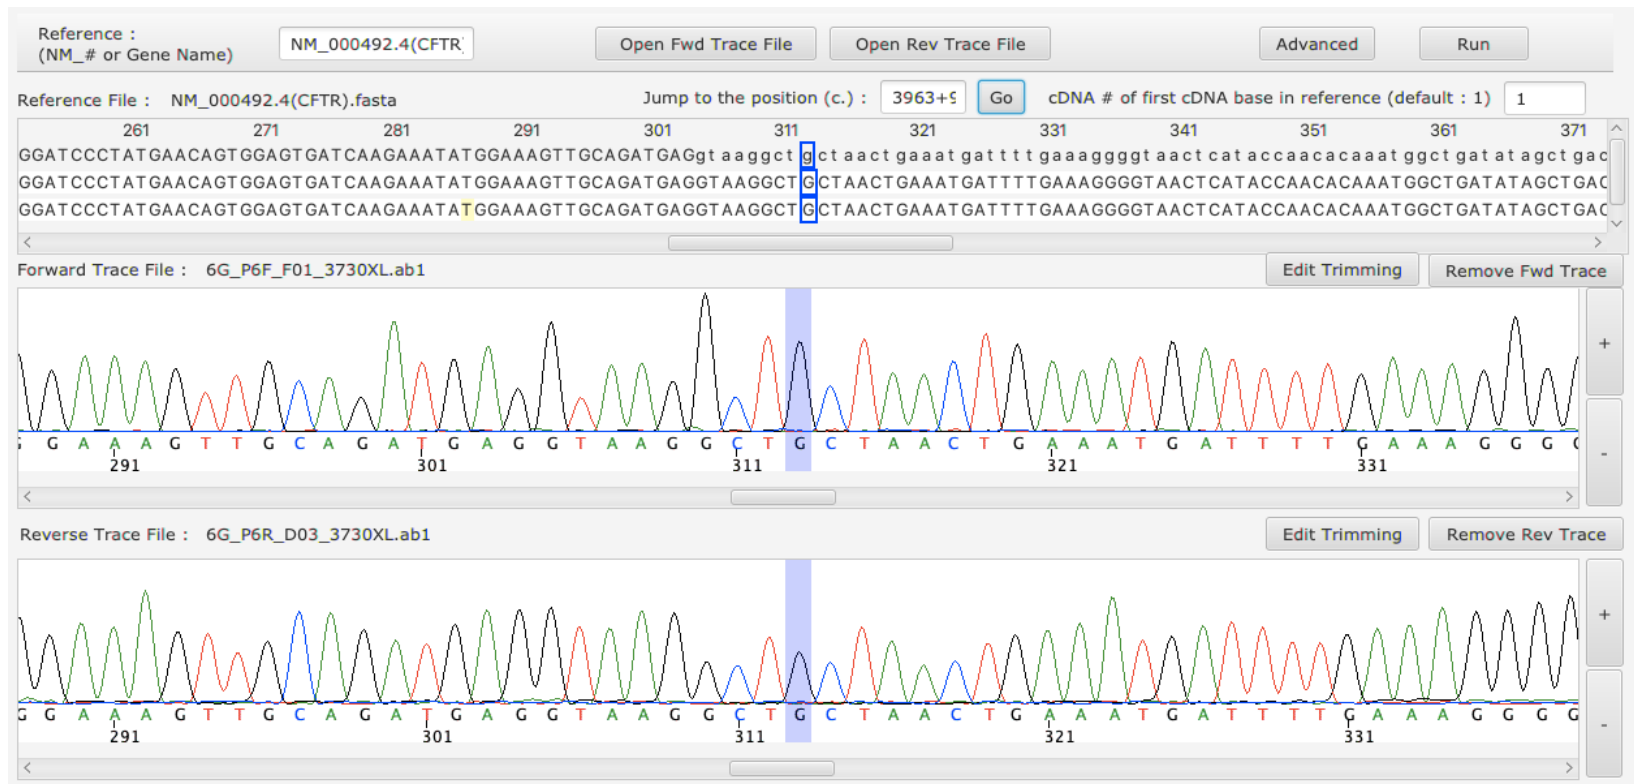 Reference :
(NM_# or Gene Name)
NM_000492.4(CFTR)
Open Fwd Trace File
Open Rev Trace File
Advanced
Run
Reference File : NM_000492.4(CFTR).fasta
Jump to the position (c.) :
3963+9
Go
cDNA # of first cDNA base in reference (default : 1)
1
261 271 281 291 301 311 321 331 341 351 361 371
GGATCCCTATGAACAGTGGAGTGATCAAGAAATATGGAAAGTTGCAGATGAGgtaaggctgctaactgaaatgattttgaaaggggtaactcataccaacacaaatggctgatatagctgac
GGATCCCTATGAACAGTGGAGTGATCAAGAAATATGGAAAGTTGCAGATGAGGTAAGGCTGCTAACTGAAATGATTTTGAAAGGGGTAACTCATACCAACACAAATGGCTGATATAGCTGAC
GGATCCCTATGAACAGTGGAGTGATCAAGAAATATGGAAAGTTGCAGATGAGGTAAGGCTGCTAACTGAAATGATTTTGAAAGGGGTAACTCATACCAACACAAATGGCTGATATAGCTGAC
Forward Trace File : 6G_P6F_F01_3730XL.ab1
Edit Trimming
Remove Fwd Trace
+
G A A A G T T G C A G A T G A G G T A A G G C T G C T A A C T G A A A T G A T T T T G A A A G G G
291 301 311 321 331
-
Reverse Trace File : 6G_P6R_D03_3730XL.ab1
Edit Trimming
Remove Rev Trace
+
G G A A A G T T G C A G A T G A G G T A A G G C T G C T A A C T G A A A T G A T T T T G A A A G G G G
291 301 311 321 331
-